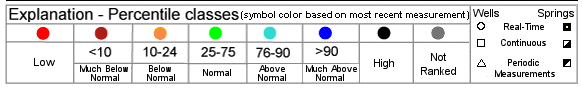 Explanation - Percentile classes (symbol color based on most recent measurement)
Wells Springs
Low
<10
Much Below
Normal
10-24
Below
Normal
25-75
Normal
76-90
Above
Normal
>90
Much Above
Normal
High
Not
Ranked
Real-Time
Continuous
Periodic
Measurements